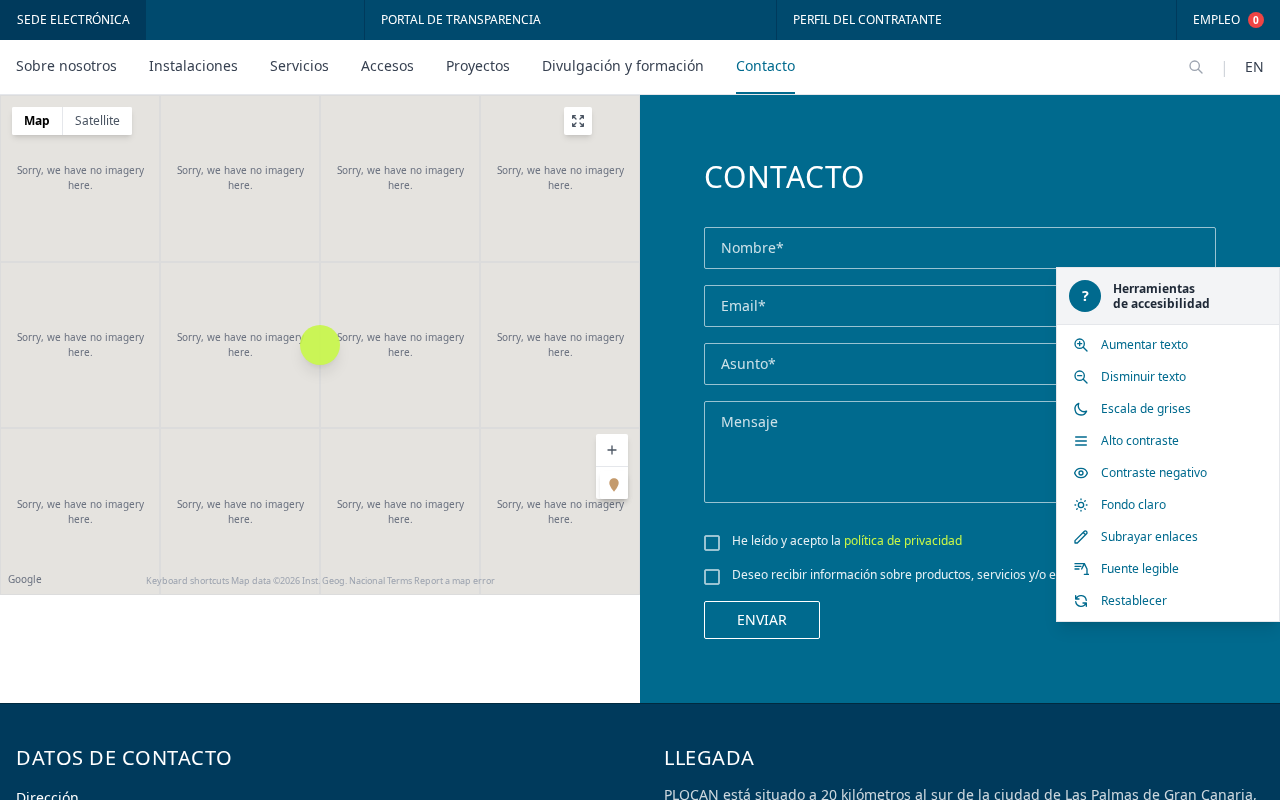 SEDE ELECTRÓNICA
PORTAL DE TRANSPARENCIA
PERFIL DEL CONTRATANTE
EMPLEO 0
Sobre nosotros
Instalaciones
Servicios
Accesos
Proyectos
Divulgación y formación
Contacto
| EN
Map
Satellite
Sorry, we have no imagery
here.
Sorry, we have no imagery
here.
Sorry, we have no imagery
here.
Sorry, we have no imagery
here.
Sorry, we have no imagery
here.
Sorry, we have no imagery
here.
Sorry, we have no imagery
here.
Sorry, we have no imagery
here.
Sorry, we have no imagery
here.
Sorry, we have no imagery
here.
Sorry, we have no imagery
here.
Sorry, we have no imagery
here.
+
Google
Keyboard shortcuts Map data ©2026 Inst. Geog. Nacional Terms Report a map error
CONTACTO
Nombre*
Email*
Asunto*
Mensaje
He leído y acepto la política de privacidad
Deseo recibir información sobre productos, servicios y/o
ENVIAR
?
Herramientas
de accesibilidad
Aumentar texto
Disminuir texto
Escala de grises
Alto contraste
Contraste negativo
Fondo claro
Subrayar enlaces
Fuente legible
Restablecer
DATOS DE CONTACTO
Dirección
LLEGADA
PLOCAN está situado a 20 kilómetros al sur de la ciudad de Las Palmas de Gran Canaria,